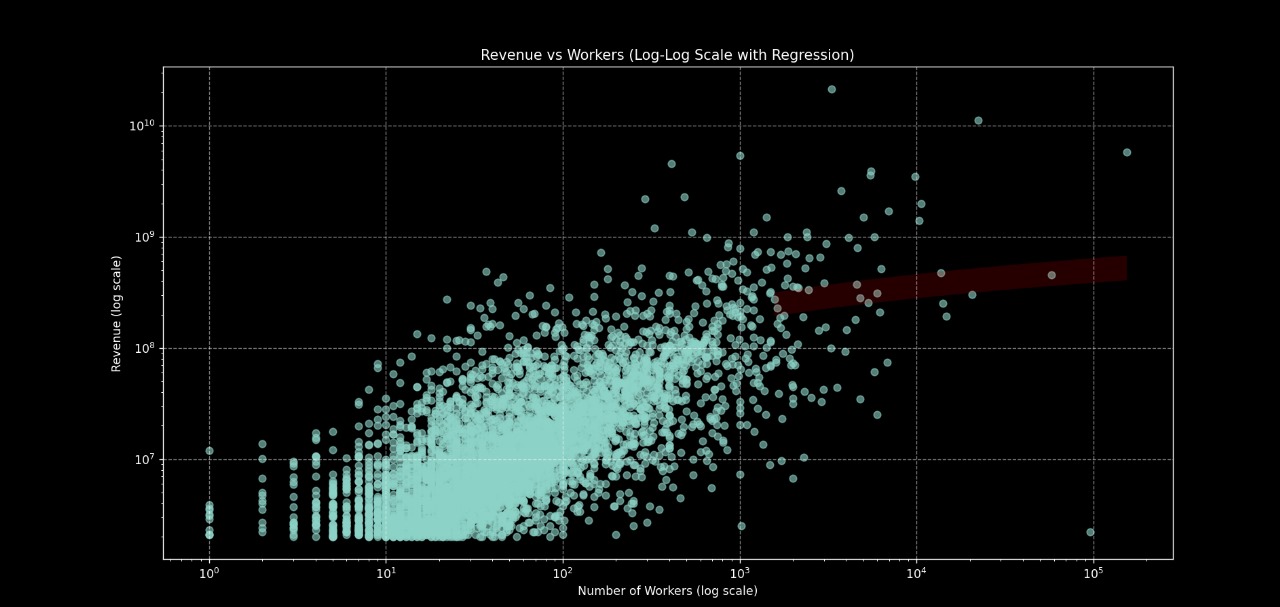 Revenue vs Workers (Log-Log Scale with Regression)
Revenue (log scale)
10¹⁰
10⁹
10⁸
10⁷
10⁰ 10¹ 10² 10³ 10⁴ 10⁵
Number of Workers (log scale)